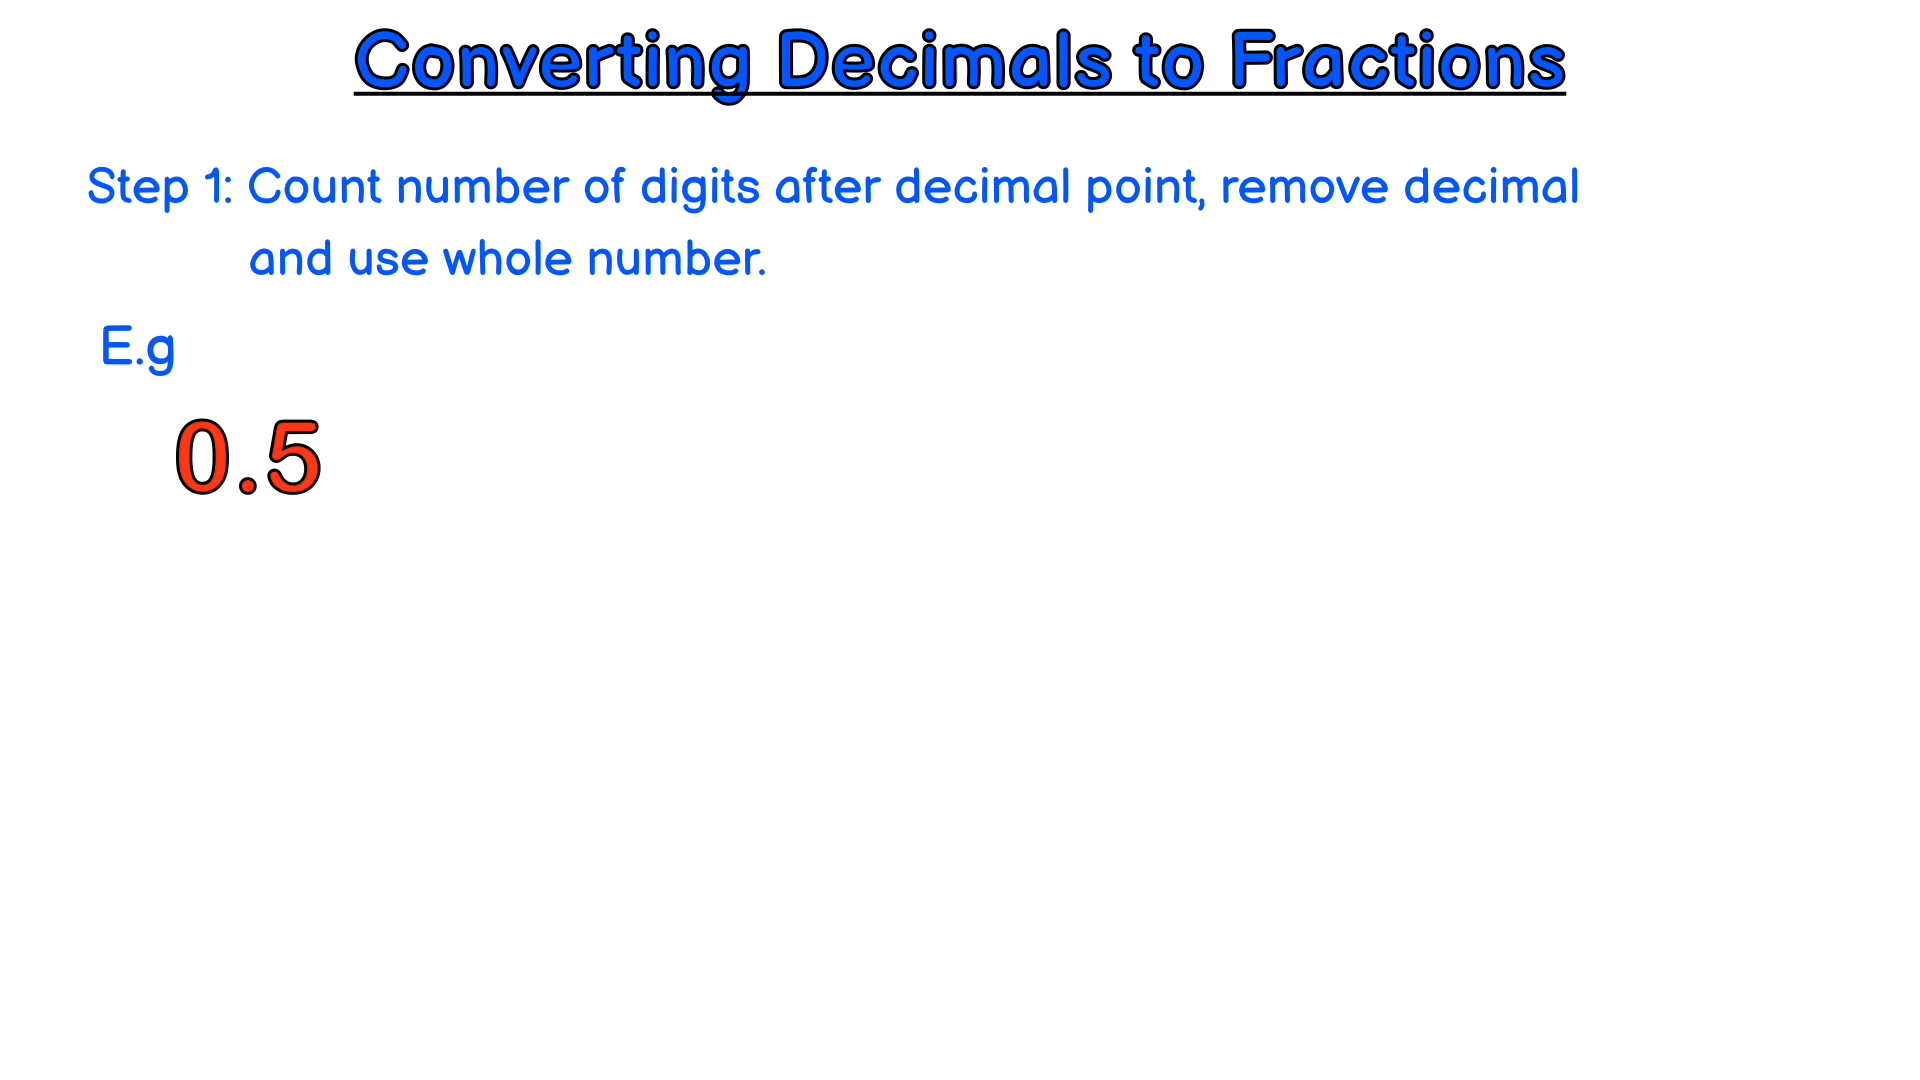 Converting Decimals to Fractions
Step 1: Count number of digits after decimal point, remove decimal
and use whole number.
E.g
0.5